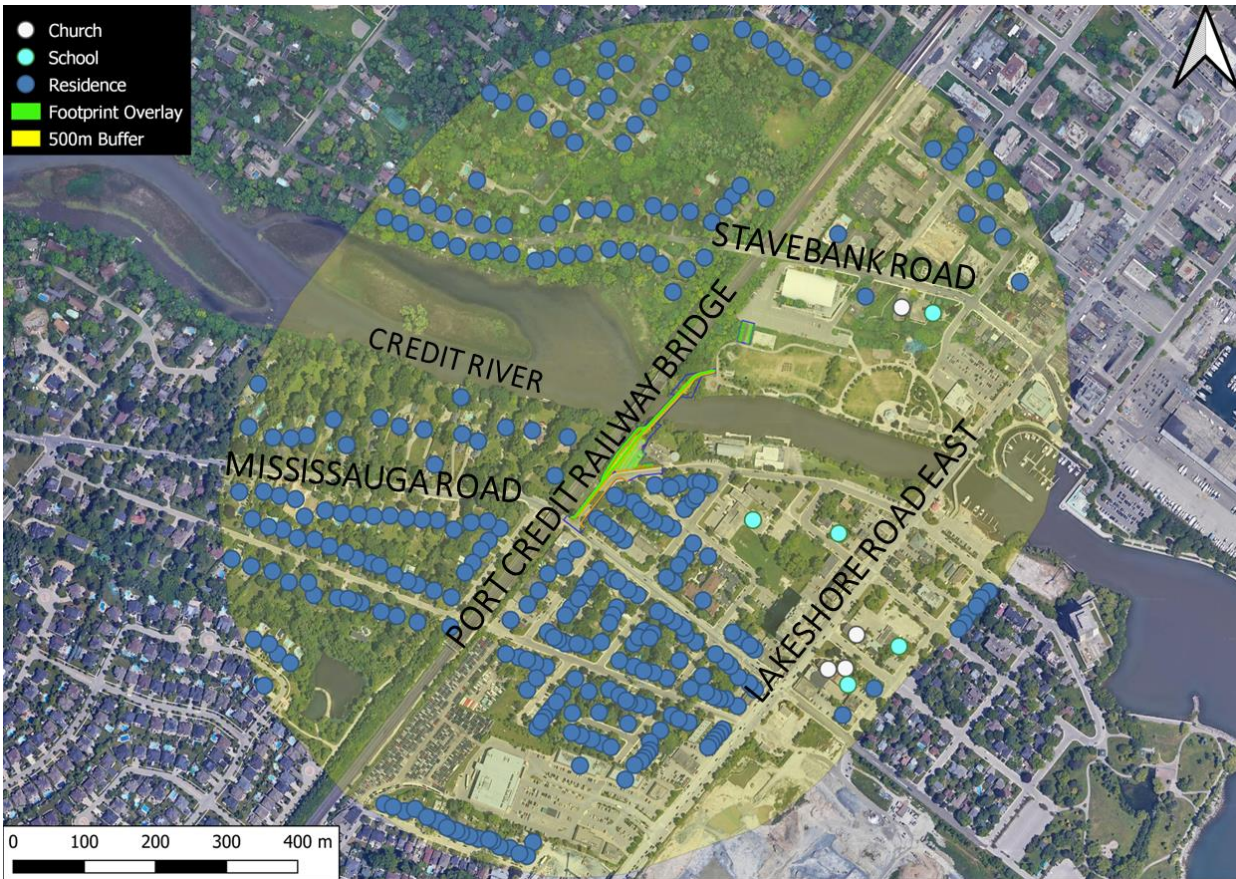 Church
School
Residence
Footprint Overlay
500m Buffer
STAVEBANK ROAD
CREDIT RIVER
PORT CREDIT RAILWAY BRIDGE
MISSISSAUGA ROAD
LAKESHORE ROAD EAST
0 100 200 300 400 m